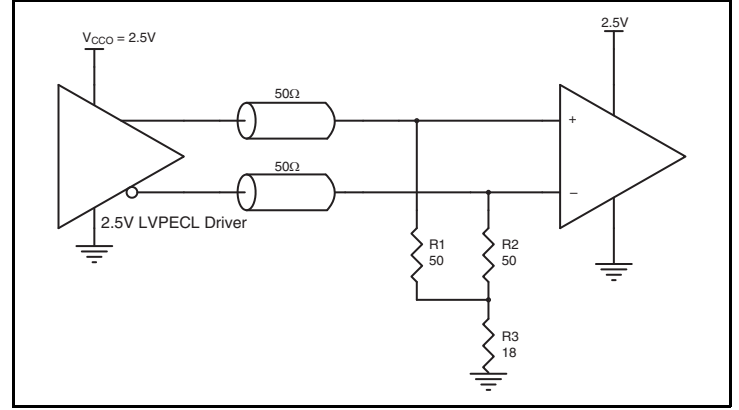 V_CCO = 2.5V
2.5V
50Ω
+
50Ω
−
2.5V LVPECL Driver
R1
50
R2
50
R3
18